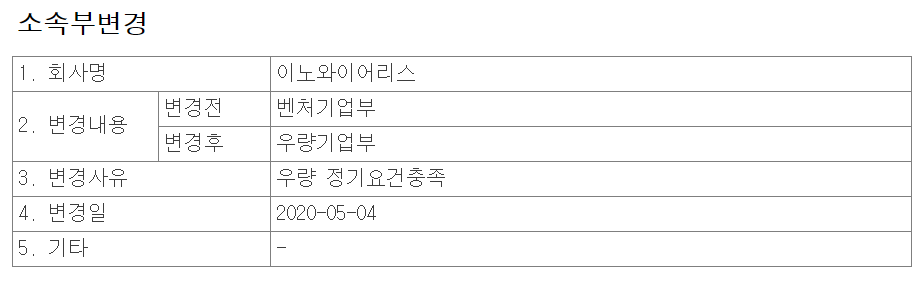 소속부변경
1. 회사명 이노와이어리스
2. 변경내용 변경전 벤처기업부
변경후 우량기업부
3. 변경사유 우량 정기요건충족
4. 변경일 2020-05-04
5. 기타 -